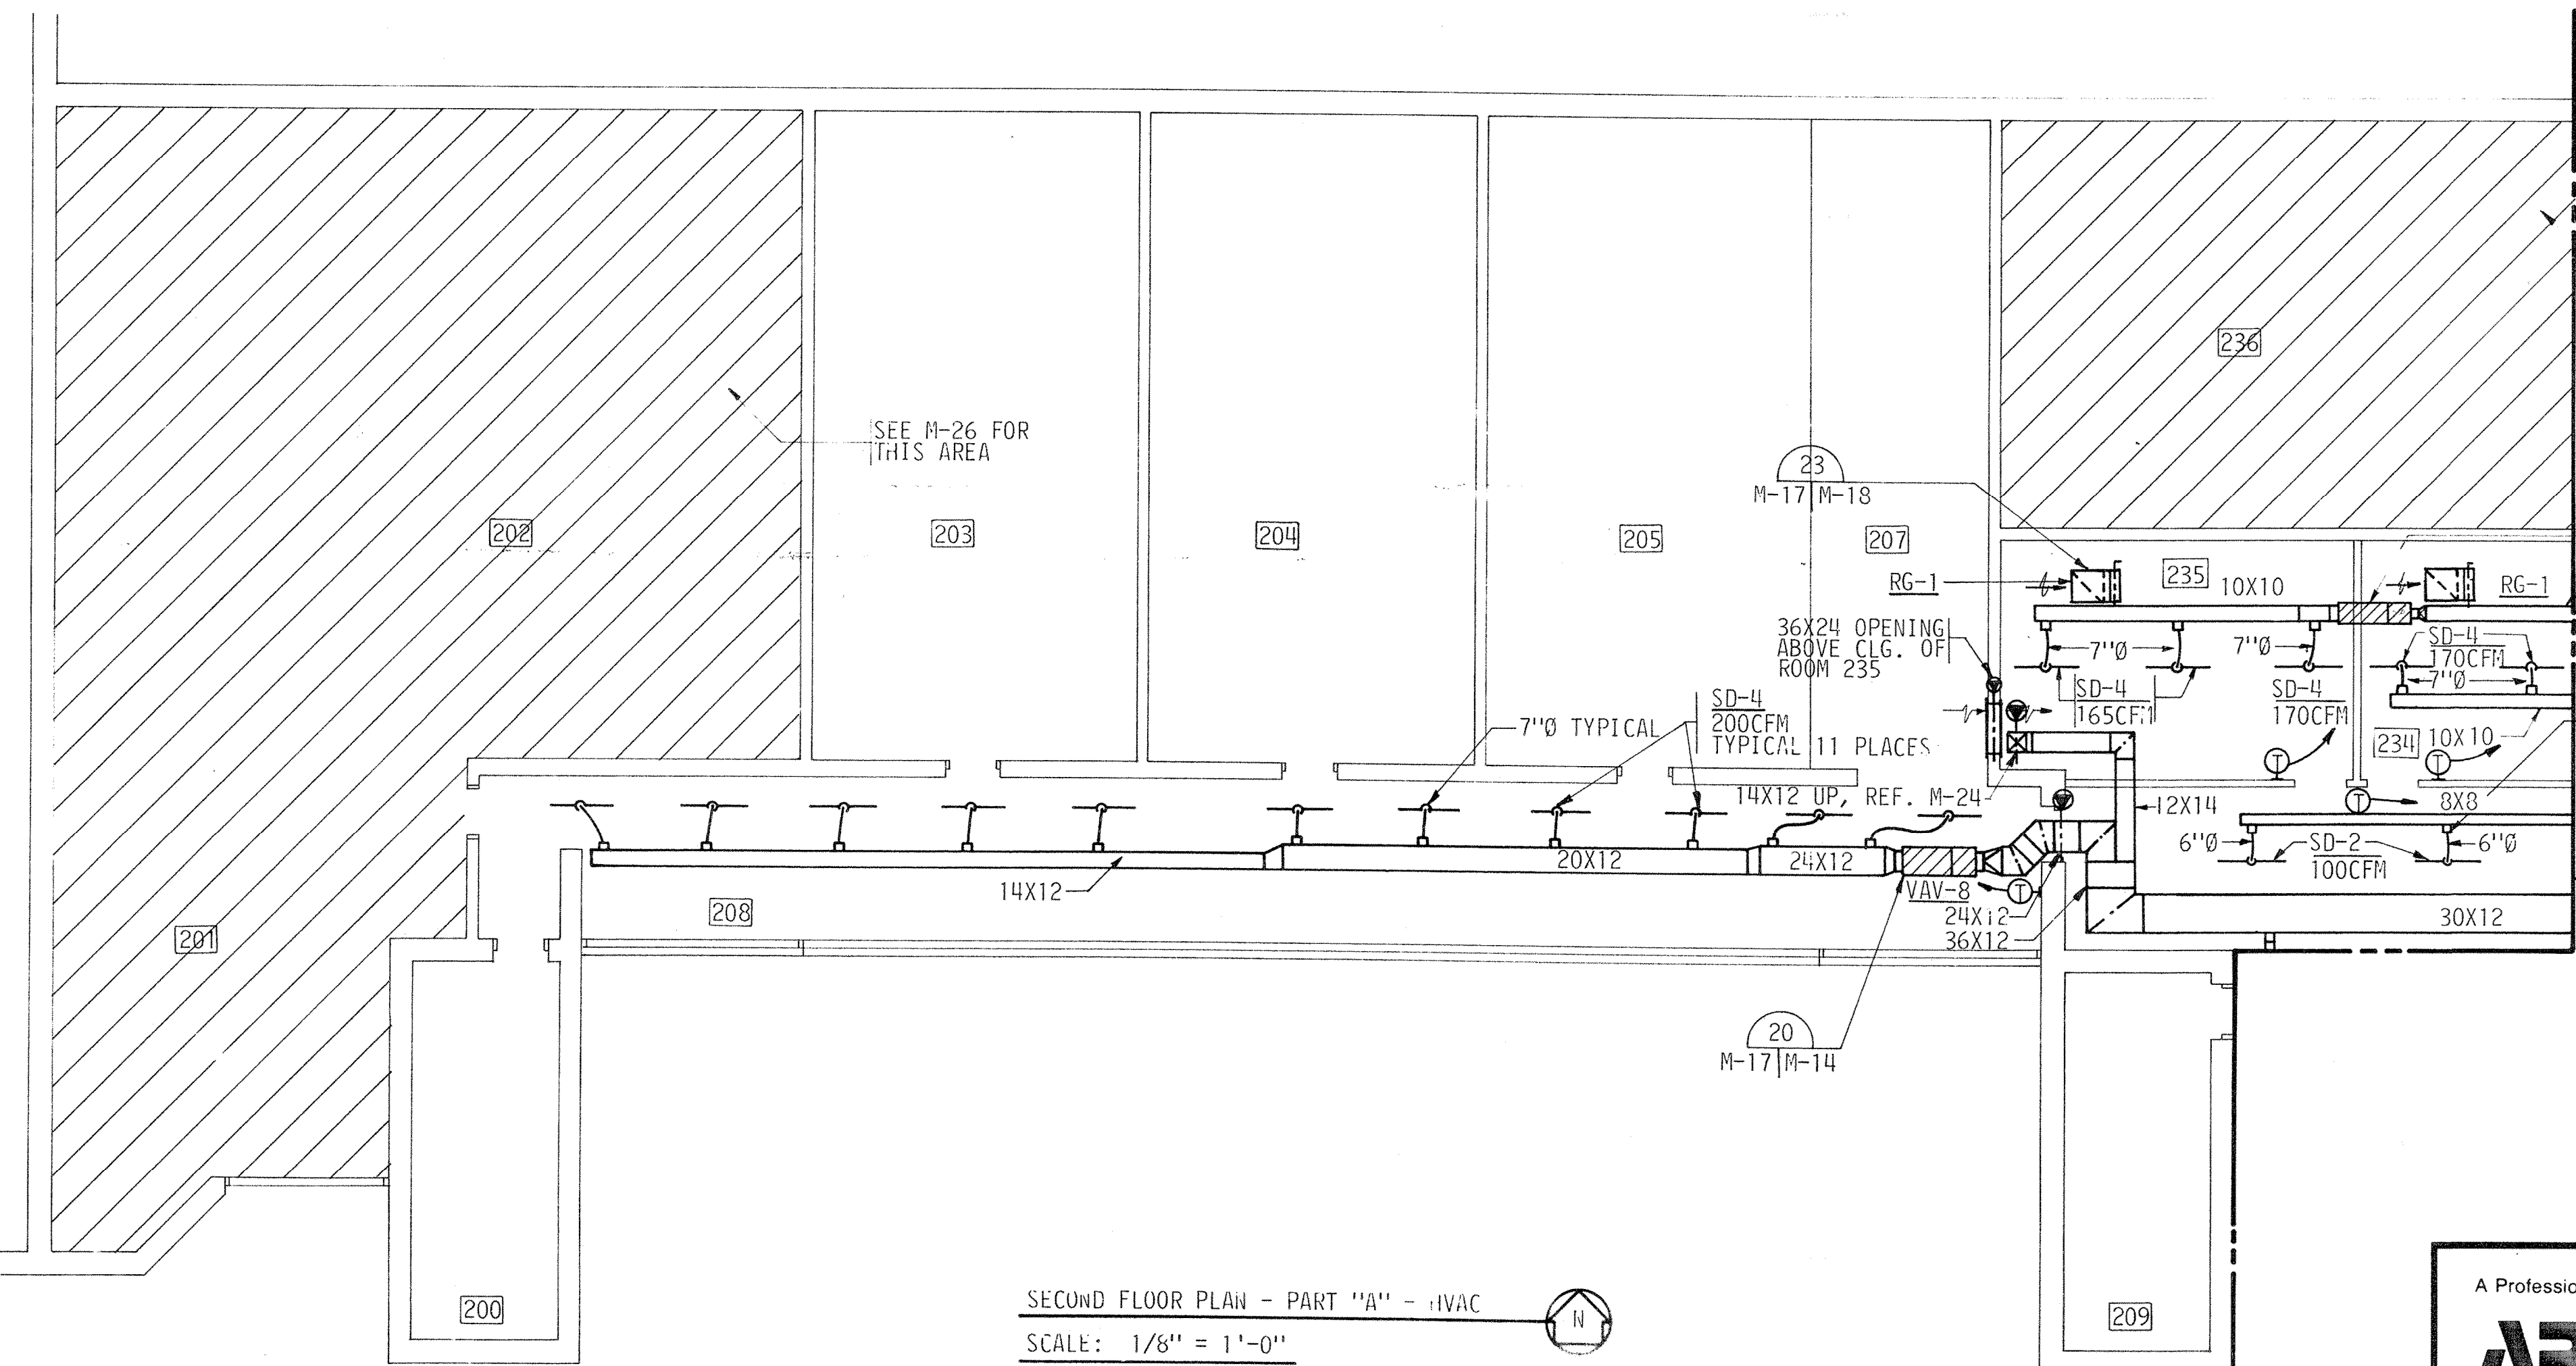 236
SEE M-26 FOR
THIS AREA
23
M-17 M-18
202
203
204
205
207
RG-1
235
10X10
RG-1
36X24 OPENING
ABOVE CLG. OF
ROOM 235
7"Ø
7"Ø
SD-4
170CFM
7"Ø
SD-4
165CFM
SD-4
170CFM
SD-4
200CFM
TYPICAL 11 PLACES
7"Ø TYPICAL
234
10X10
T
T
14X12 UP, REF. M-24
12X14
T
8X8
6"Ø
SD-2
100CFM
6"Ø
20X12
24X12
14X12
VAV-8
T
208
24X12
36X12
30X12
201
20
M-17 M-14
200
SECOND FLOOR PLAN - PART "A" - HVAC
N
SCALE: 1/8" = 1'-0"
209
A